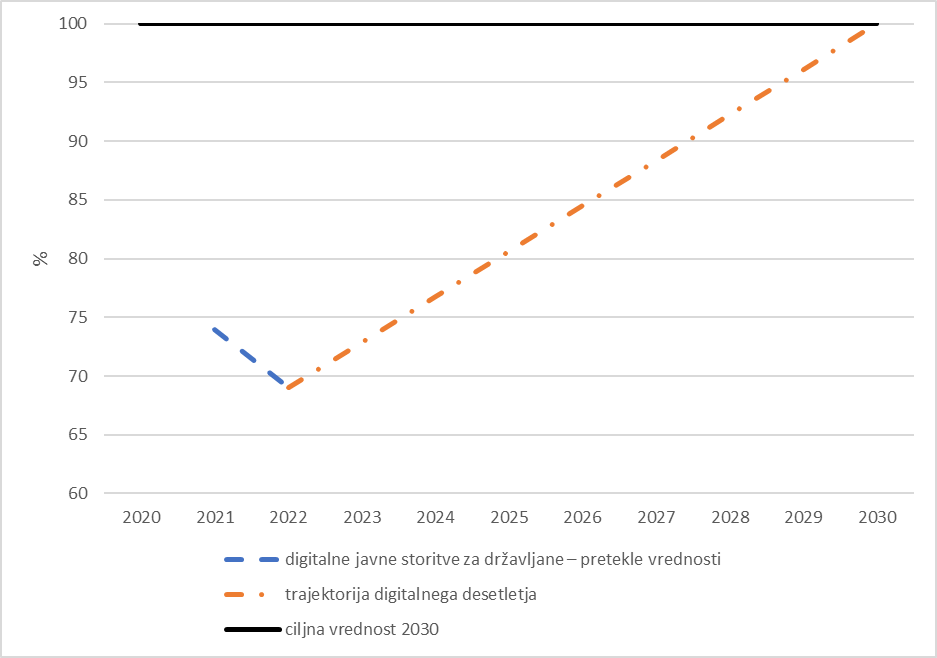 100
95
90
85
80
75
70
65
60
%
2020 2021 2022 2023 2024 2025 2026 2027 2028 2029 2030
digitalne javne storitve za državljane – pretekle vrednosti
trajektorija digitalnega desetletja
ciljna vrednost 2030